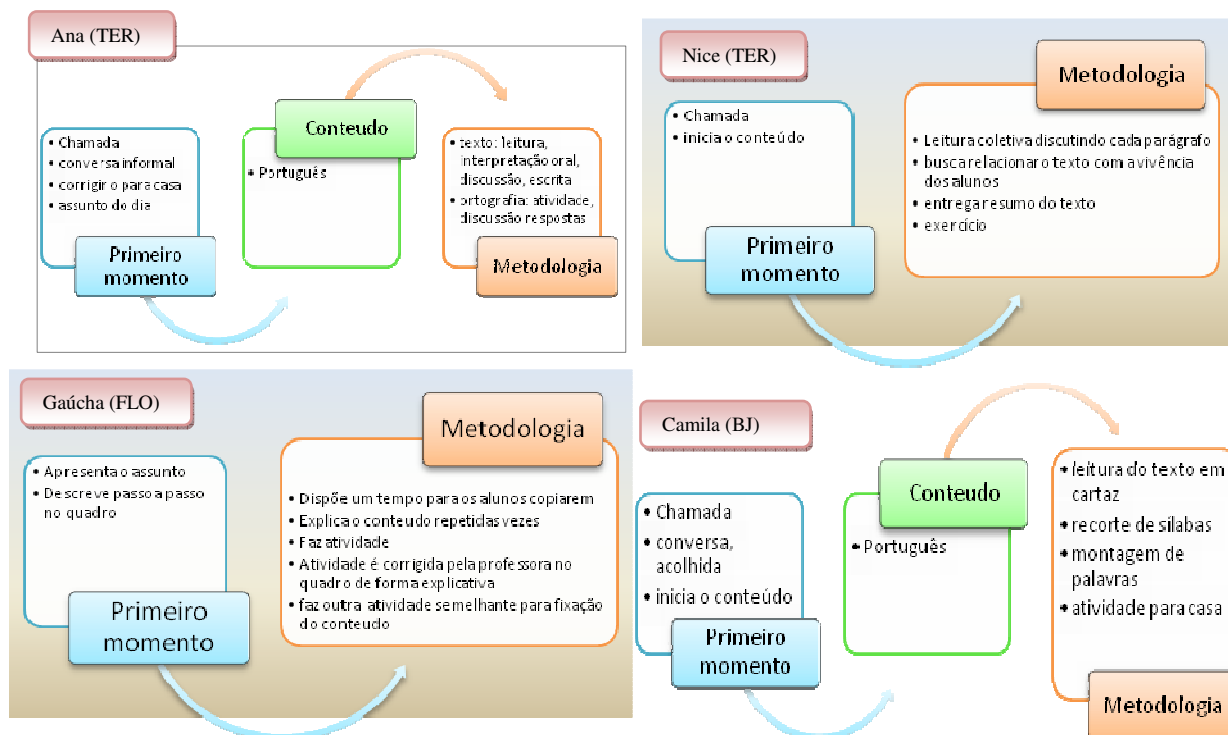 Ana (TER)
• Chamada
• conversa informal
• corrigir o para casa
• assunto do dia
Primeiro
momento
Conteudo
• Português
• texto: leitura,
interpretação oral,
discussão, escrita
• ortografia: atividade,
discussão respostas
Metodologia
Nice (TER)
• Chamada
• inicia o conteúdo
Primeiro
momento
Metodologia
• Leitura coletiva discutindo cada parágrafo
• busca relacionar o texto com a vivência
dos alunos
• entrega resumo do texto
• exercício
Gaúcha (FLO)
• Apresenta o assunto
• Descreve passo a passo
no quadro
Primeiro
momento
Metodologia
• Dispõe um tempo para os alunos copiarem
• Explica o conteudo repetidas vezes
• Faz atividade
• Atividade é corrigida pela professora no
quadro de forma explicativa
• faz outra atividade semelhante para fixação
do conteudo
Camila (BJ)
• Chamada
• conversa,
acolhida
• inicia o conteúdo
Primeiro
momento
Conteudo
• Português
• leitura do texto em
cartaz
• recorte de sílabas
• montagem de
palavras
• atividade para casa
Metodologia